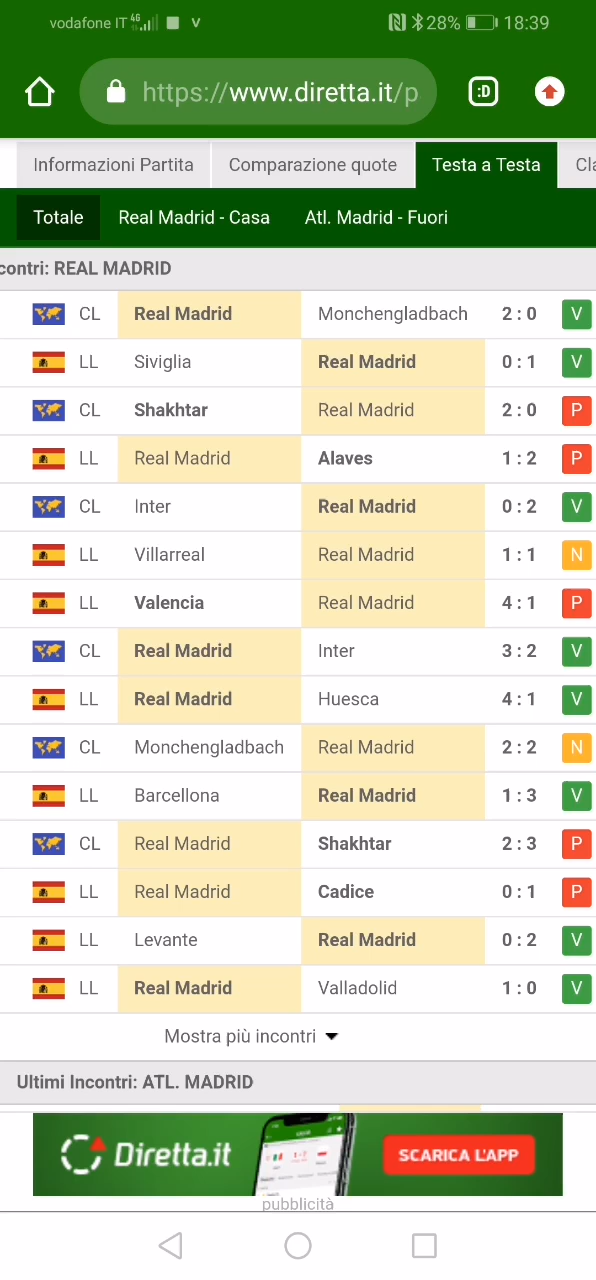 vodafone IT 4G V 28% 18:39
https://www.diretta.it/p :D
Informazioni Partita Comparazione quote Testa a Testa Cla
Totale Real Madrid - Casa Atl. Madrid - Fuori
contri: REAL MADRID
CL Real Madrid Monchengladbach 2 : 0 V
LL Siviglia Real Madrid 0 : 1 V
CL Shakhtar Real Madrid 2 : 0 P
LL Real Madrid Alaves 1 : 2 P
CL Inter Real Madrid 0 : 2 V
LL Villarreal Real Madrid 1 : 1 N
LL Valencia Real Madrid 4 : 1 P
CL Real Madrid Inter 3 : 2 V
LL Real Madrid Huesca 4 : 1 V
CL Monchengladbach Real Madrid 2 : 2 N
LL Barcellona Real Madrid 1 : 3 V
CL Real Madrid Shakhtar 2 : 3 P
LL Real Madrid Cadice 0 : 1 P
LL Levante Real Madrid 0 : 2 V
LL Real Madrid Valladolid 1 : 0 V
Mostra più incontri
Ultimi Incontri: ATL. MADRID
Diretta.it SCARICA L'APP
pubblicità